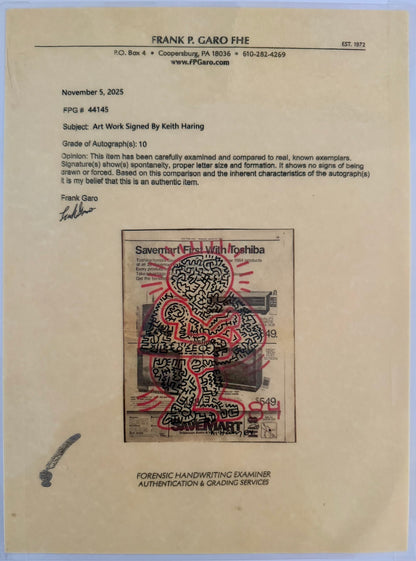 FRANK P. GARO FHE
EST. 1972
P.O. Box 4 • Coopersburg, PA 18036 • 610-282-4269
www.FPGaro.com
November 5, 2025
FPG # 44145
Subject: Art Work Signed By Keith Haring
Grade of Autograph(s): 10
Opinion: This item has been carefully examined and compared to real, known exemplars.
Signature(s) show(s) spontaneity, proper letter size and formation. It shows no signs of being
drawn or forced. Based on this comparison and the inherent characteristics of the autograph(s)
it is my belief that this is an authentic item.
Frank Garo
Savemart First With Toshiba
49.
$549.
84
SAVEMART
FORENSIC HANDWRITING EXAMINER
AUTHENTICATION & GRADING SERVICES